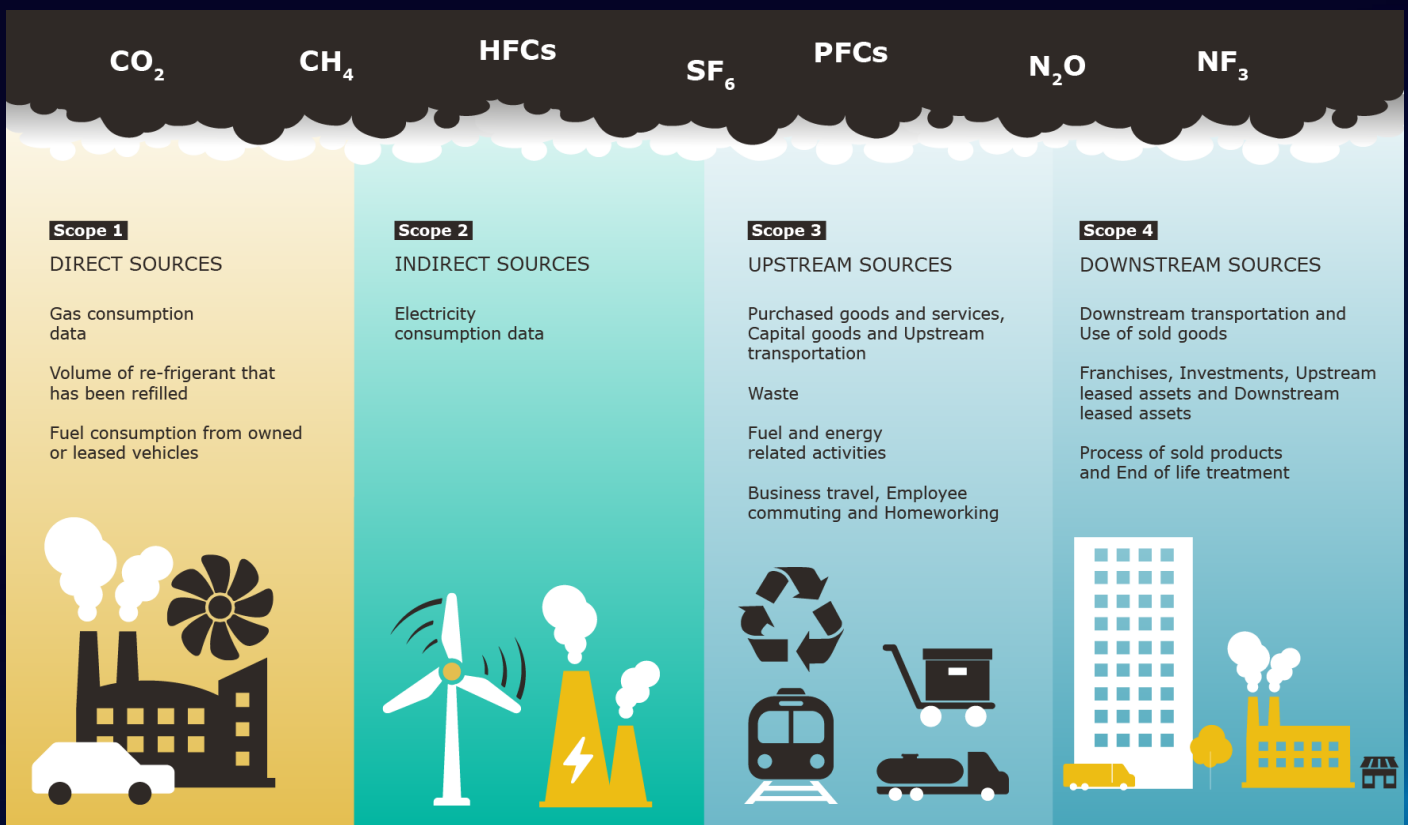 CO₂
CH₄
HFCs
SF₆
PFCs
N₂O
NF₃
Scope 1
DIRECT SOURCES
Gas consumption
data
Volume of re-frigerant that
has been refilled
Fuel consumption from owned
or leased vehicles
Scope 2
INDIRECT SOURCES
Electricity
consumption data
Scope 3
UPSTREAM SOURCES
Purchased goods and services,
Capital goods and Upstream
transportation
Waste
Fuel and energy
related activities
Business travel, Employee
commuting and Homeworking
Scope 4
DOWNSTREAM SOURCES
Downstream transportation and
Use of sold goods
Franchises, Investments, Upstream
leased assets and Downstream
leased assets
Process of sold products
and End of life treatment